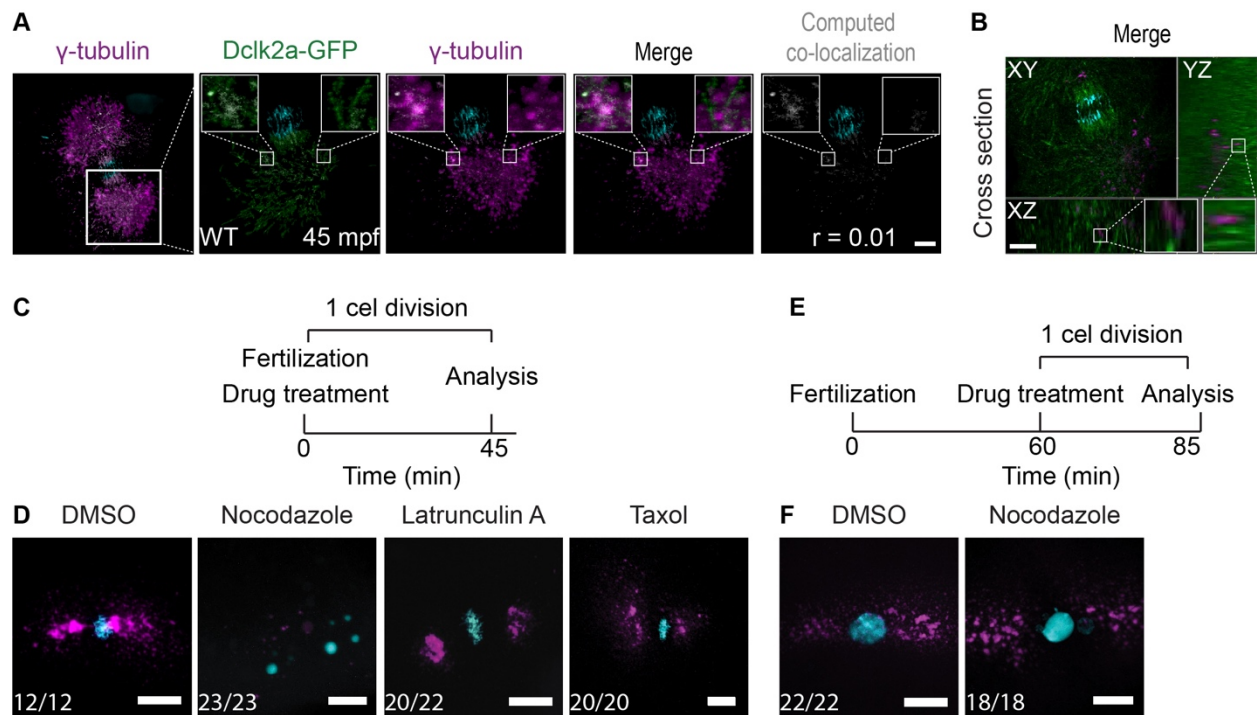 A
γ-tubulin
Dclk2a-GFP
γ-tubulin
Merge
Computed
co-localization
WT
45 mpf
r = 0.01
B
Merge
Cross section
XY
YZ
XZ
C
1 cel division
Fertilization
Drug treatment
Analysis
0
45
Time (min)
E
1 cel division
Fertilization
Drug treatment
Analysis
0
60
85
Time (min)
D
DMSO
Nocodazole
Latrunculin A
Taxol
12/12
23/23
20/22
20/20
F
DMSO
Nocodazole
22/22
18/18